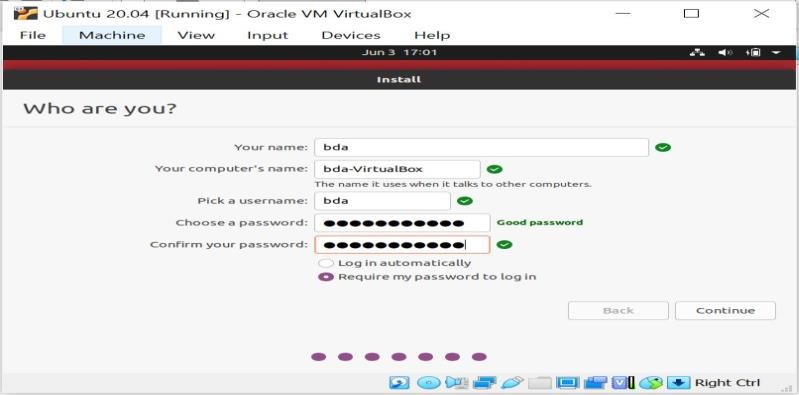 Ubuntu 20.04 [Running] - Oracle VM VirtualBox
File Machine View Input Devices Help
Jun 3 17:01
Install
Who are you?
Your name: bda
Your computer's name: bda-VirtualBox
The name it uses when it talks to other computers.
Pick a username: bda
Choose a password: ●●●●●●●●●●● Good password
Confirm your password: ●●●●●●●●●●●
Log in automatically
Require my password to log in
Back Continue
Right Ctrl